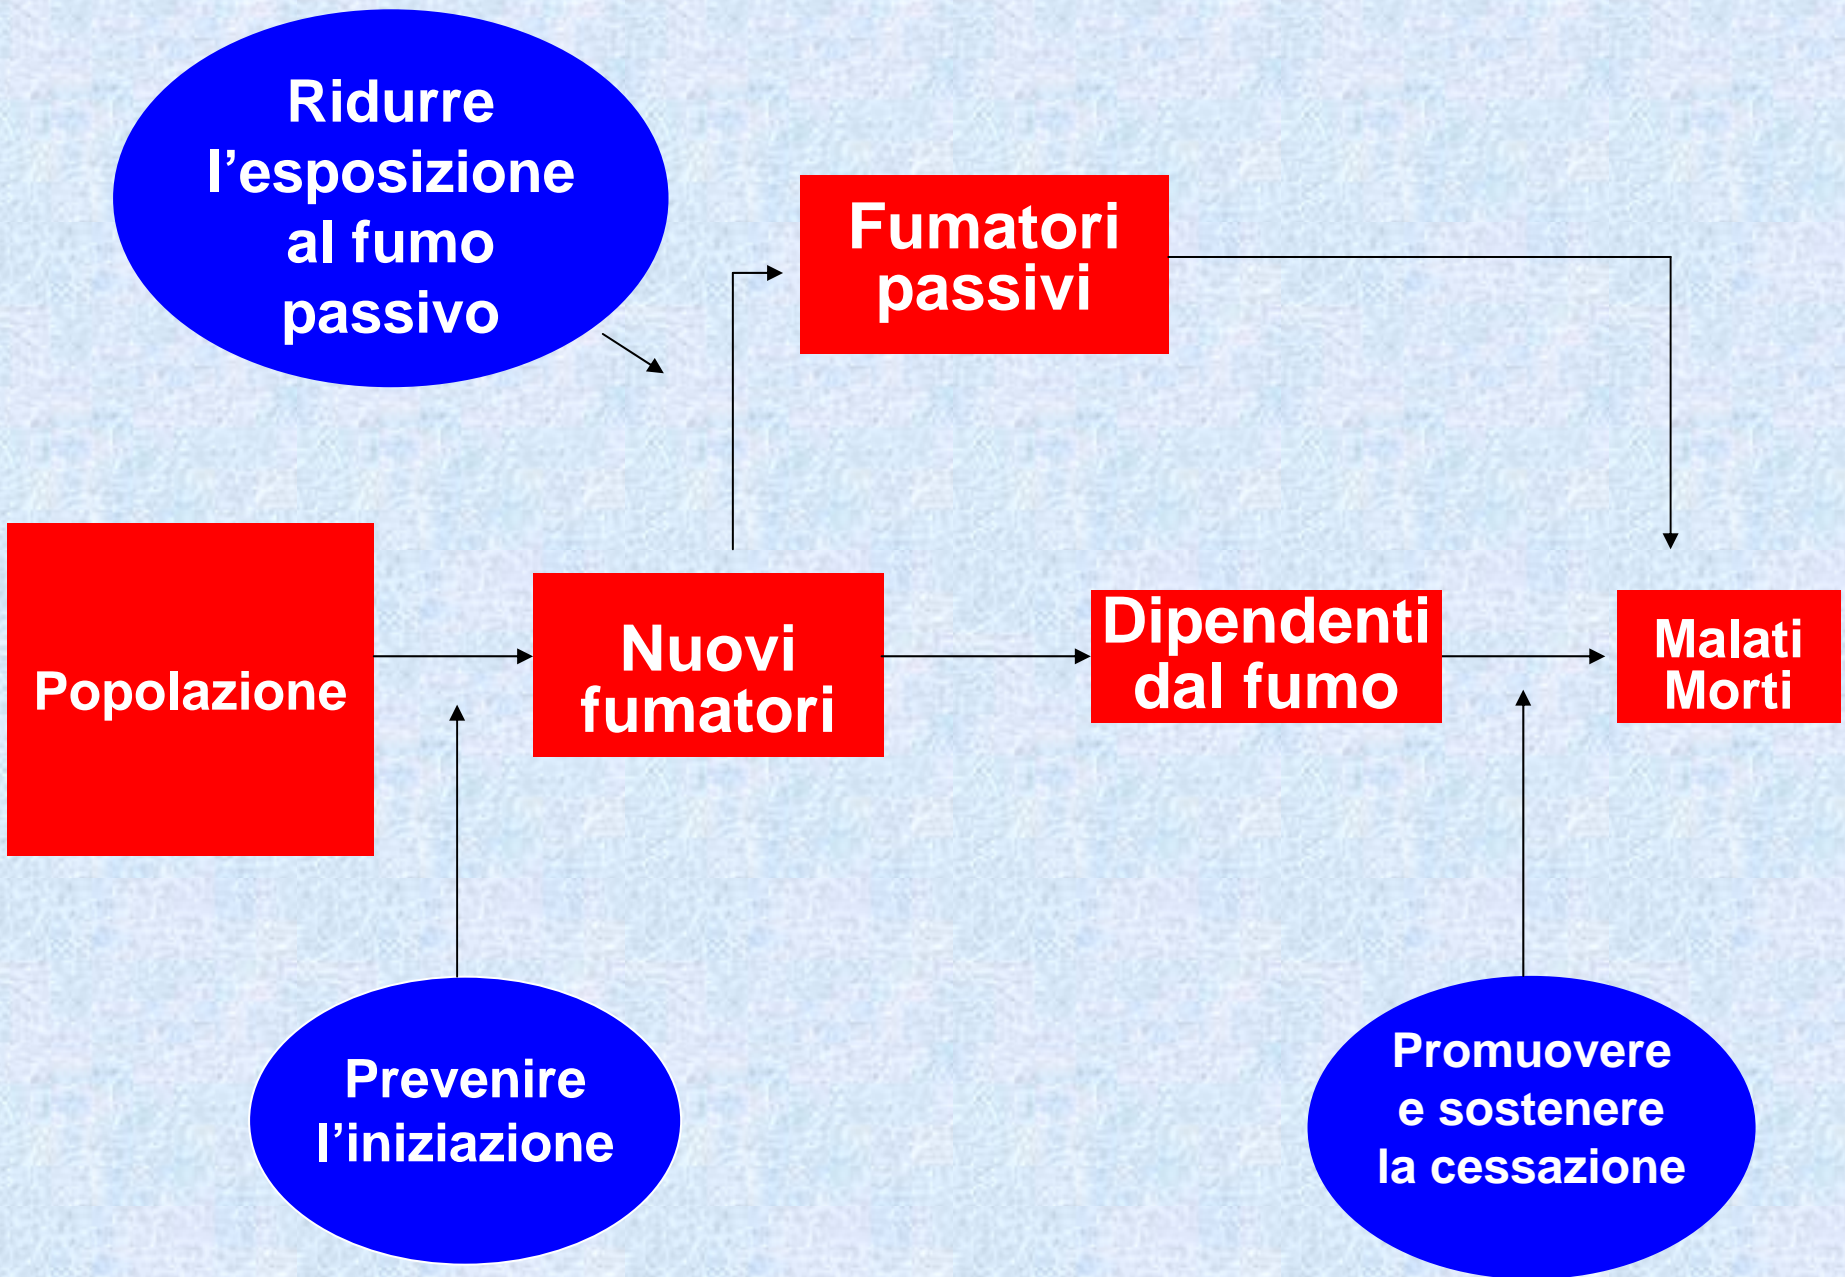 Ridurre
l’esposizione
al fumo
passivo
Fumatori
passivi
Popolazione
Nuovi
fumatori
Dipendenti
dal fumo
Malati
Morti
Prevenire
l’iniziazione
Promuovere
e sostenere
la cessazione